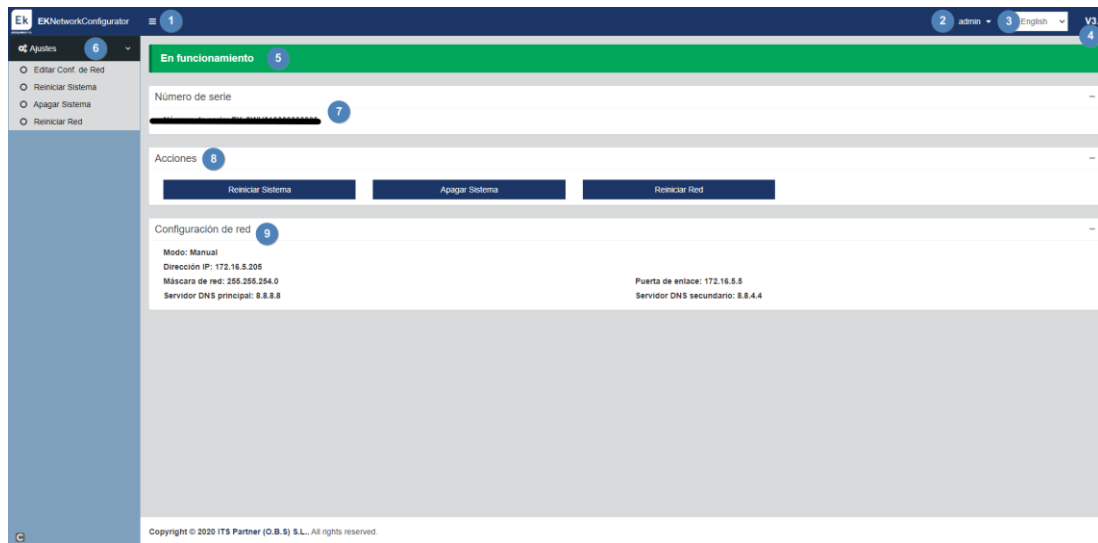 Ek EKNetworkConfigurator 1 2 admin 3 English V3.
4
Ajustes 6
Editar Conf. de Red
Reiniciar Sistema
Apagar Sistema
Reiniciar Red
En funcionamiento 5
Número de serie
7
Acciones 8
Reiniciar Sistema Apagar Sistema Reiniciar Red
Configuración de red 9
Modo: Manual
Dirección IP: 172.16.5.205
Máscara de red: 255.255.254.0 Puerta de enlace: 172.16.5.5
Servidor DNS principal: 8.8.8.8 Servidor DNS secundario: 8.8.4.4
Copyright © 2020 ITS Partner (O.B.S) S.L.. All rights reserved.